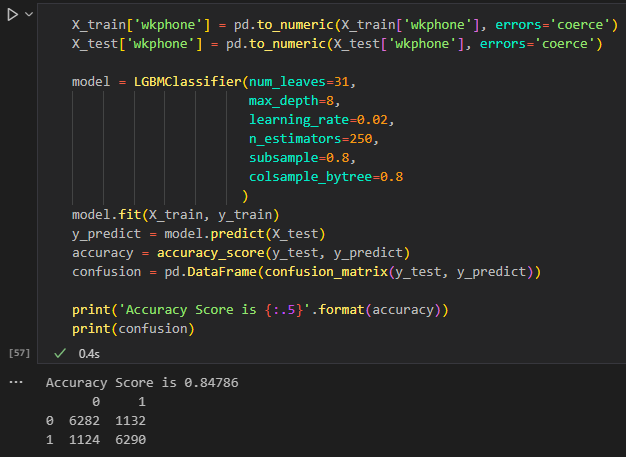 X_train['wkphone'] = pd.to_numeric(X_train['wkphone'], errors='coerce')
X_test['wkphone'] = pd.to_numeric(X_test['wkphone'], errors='coerce')
model = LGBMClassifier(num_leaves=31,
max_depth=8,
learning_rate=0.02,
n_estimators=250,
subsample=0.8,
colsample_bytree=0.8
)
model.fit(X_train, y_train)
y_predict = model.predict(X_test)
accuracy = accuracy_score(y_test, y_predict)
confusion = pd.DataFrame(confusion_matrix(y_test, y_predict))
print('Accuracy Score is {:.5}'.format(accuracy))
print(confusion)
[57] ✓ 0.4s
... Accuracy Score is 0.84786
0 1
0 6282 1132
1 1124 6290